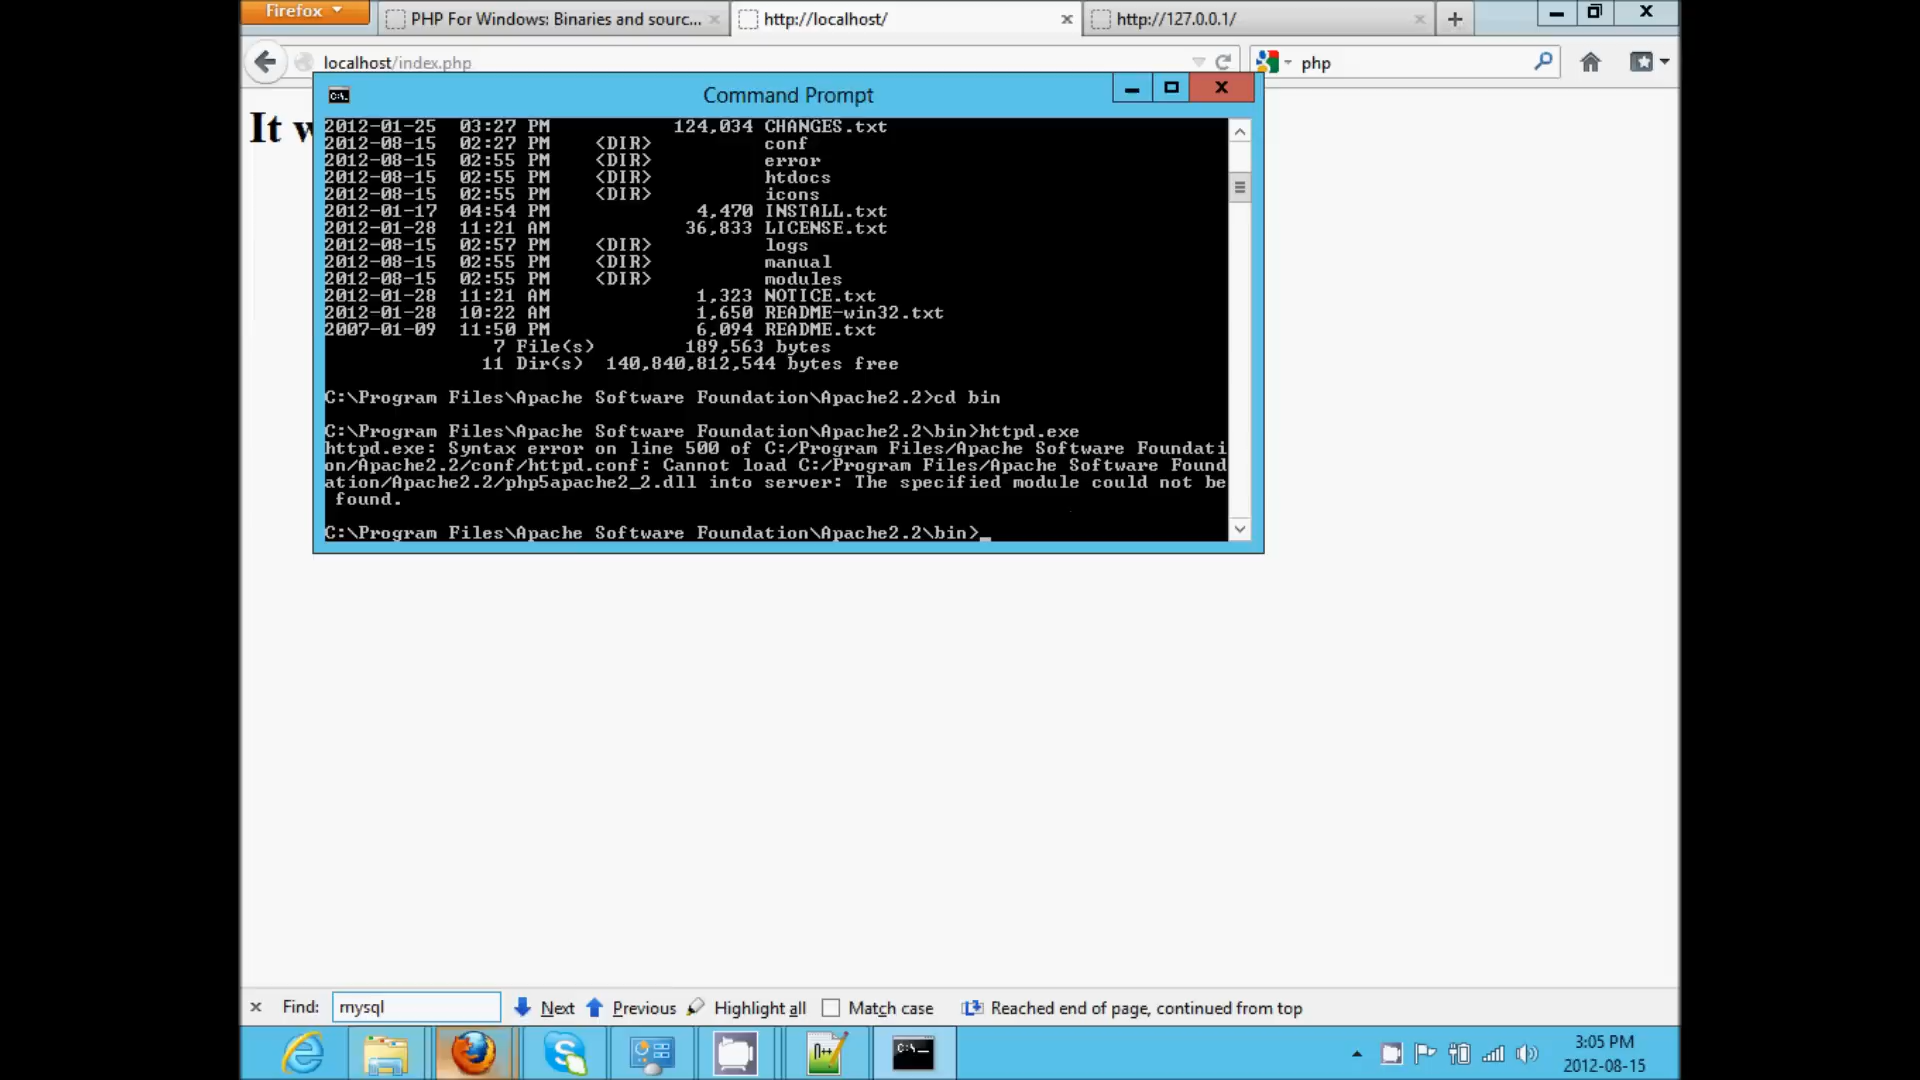 Firefox
PHP For Windows: Binaries and sourc...
http://localhost/
http://127.0.0.1/
localhost/index.php
php
It w
Command Prompt
2012-01-25  03:27 PM           124,034 CHANGES.txt
2012-08-15  02:27 PM    <DIR>          conf
2012-08-15  02:55 PM    <DIR>          error
2012-08-15  02:55 PM    <DIR>          htdocs
2012-08-15  02:55 PM    <DIR>          icons
2012-01-17  04:54 PM             4,470 INSTALL.txt
2012-01-28  11:21 AM            36,833 LICENSE.txt
2012-08-15  02:57 PM    <DIR>          logs
2012-08-15  02:55 PM    <DIR>          manual
2012-08-15  02:55 PM    <DIR>          modules
2012-01-28  11:21 AM             1,323 NOTICE.txt
2012-01-28  10:22 AM             1,650 README-win32.txt
2007-01-09  11:50 PM             6,094 README.txt
7 File(s)        189,563 bytes
11 Dir(s)  140,840,812,544 bytes free
C:\Program Files\Apache Software Foundation\Apache2.2>cd bin
C:\Program Files\Apache Software Foundation\Apache2.2\bin>httpd.exe
httpd.exe: Syntax error on line 500 of C:/Program Files/Apache Software Foundati
on/Apache2.2/conf/httpd.conf: Cannot load C:/Program Files/Apache Software Found
ation/Apache2.2/php5apache2_2.dll into server: The specified module could not be
found.
C:\Program Files\Apache Software Foundation\Apache2.2\bin>_
Find: mysql Next Previous Highlight all Match case Reached end of page, continued from top
3:05 PM
2012-08-15